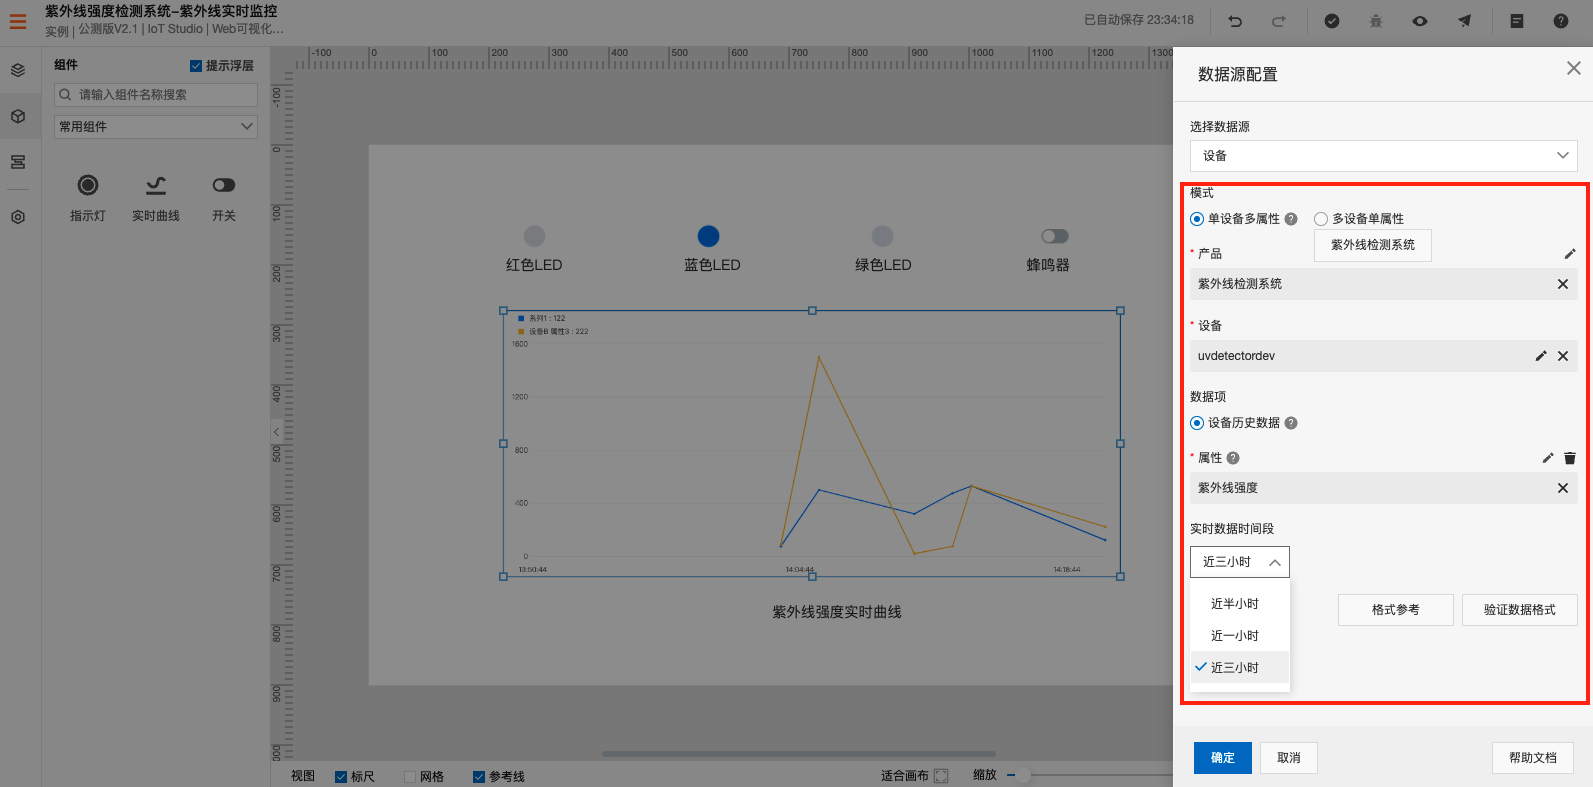 紫外线强度检测系统–紫外线实时监控
实例 | 公测版V2.1 | IoT Studio | Web可视化...
已自动保存 23:34:18
组件
提示浮层
请输入组件名称搜索
常用组件
指示灯
实时曲线
开关
-100 0 100 200 300 400 500 600 700 800 900 1000 1100 1200 1300
-100
0
100
200
300
400
500
600
700
800
900
红色LED
蓝色LED
绿色LED
蜂鸣器
系列1 : 122
设备B 属性3 : 222
1600
1200
800
400
0
13:50:44
14:04:44
14:18:44
紫外线强度实时曲线
视图
标尺
网格
参考线
适合画布
缩放
数据源配置
选择数据源
设备
模式
单设备多属性 ?
多设备单属性
紫外线检测系统
* 产品
紫外线检测系统
* 设备
uvdetectordev
数据项
设备历史数据 ?
* 属性 ?
紫外线强度
实时数据时间段
近三小时
近半小时
近一小时
近三小时
格式参考
验证数据格式
确定
取消
帮助文档